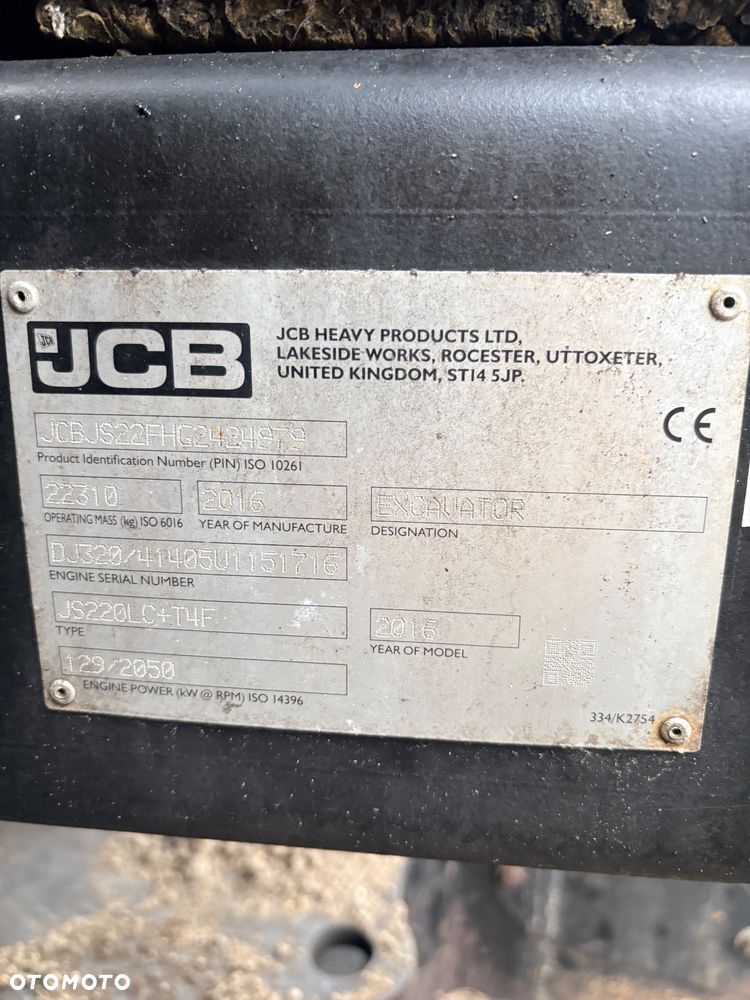 JCB
JCB HEAVY PRODUCTS LTD,
LAKESIDE WORKS, ROCESTER, UTTOXETER,
UNITED KINGDOM, ST14 5JP.
JCBJS22FHG2424979
Product Identification Number (PIN) ISO 10261
CE
22310
2016
EXCAVATOR
OPERATING MASS (kg) ISO 6016
YEAR OF MANUFACTURE
DESIGNATION
DJ320/41405U1151716
ENGINE SERIAL NUMBER
JS220LC+T4F
2016
TYPE
YEAR OF MODEL
129/2050
ENGINE POWER (kW @ RPM) ISO 14396
334/K2754
OTOMOTO